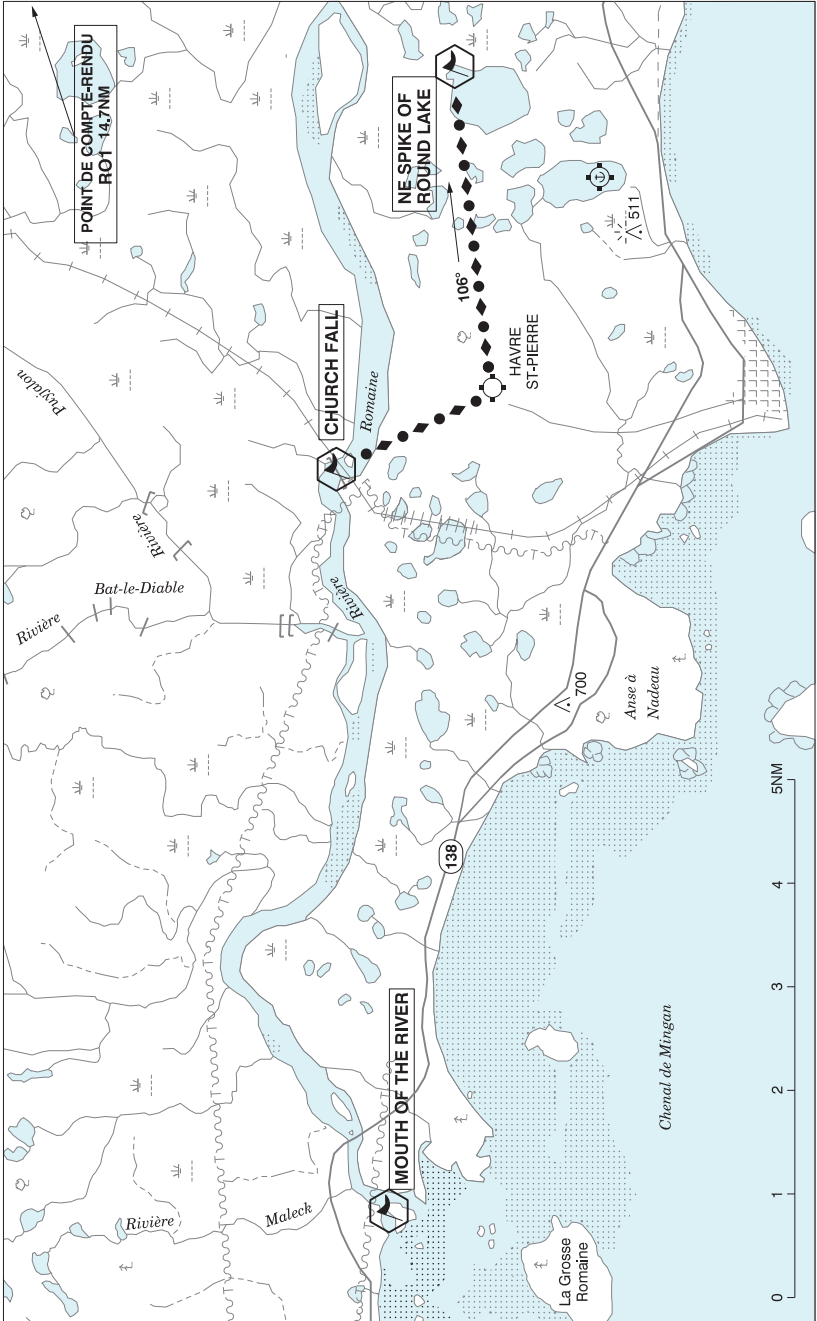 POINT DE COMPTE-RENDU
RO1 14.7NM
NE SPIKE OF
ROUND LAKE
106°
511
HAVRE
ST-PIERRE
CHURCH FALL
Romaine
Puyjalon
Rivière
Bat-le-Diable
Rivière
Rivière
700
Anse à
Nadeau
138
MOUTH OF THE RIVER
Rivière
Maleck
La Grosse
Romaine
Chenal de Mingan
0
1
2
3
4
5NM